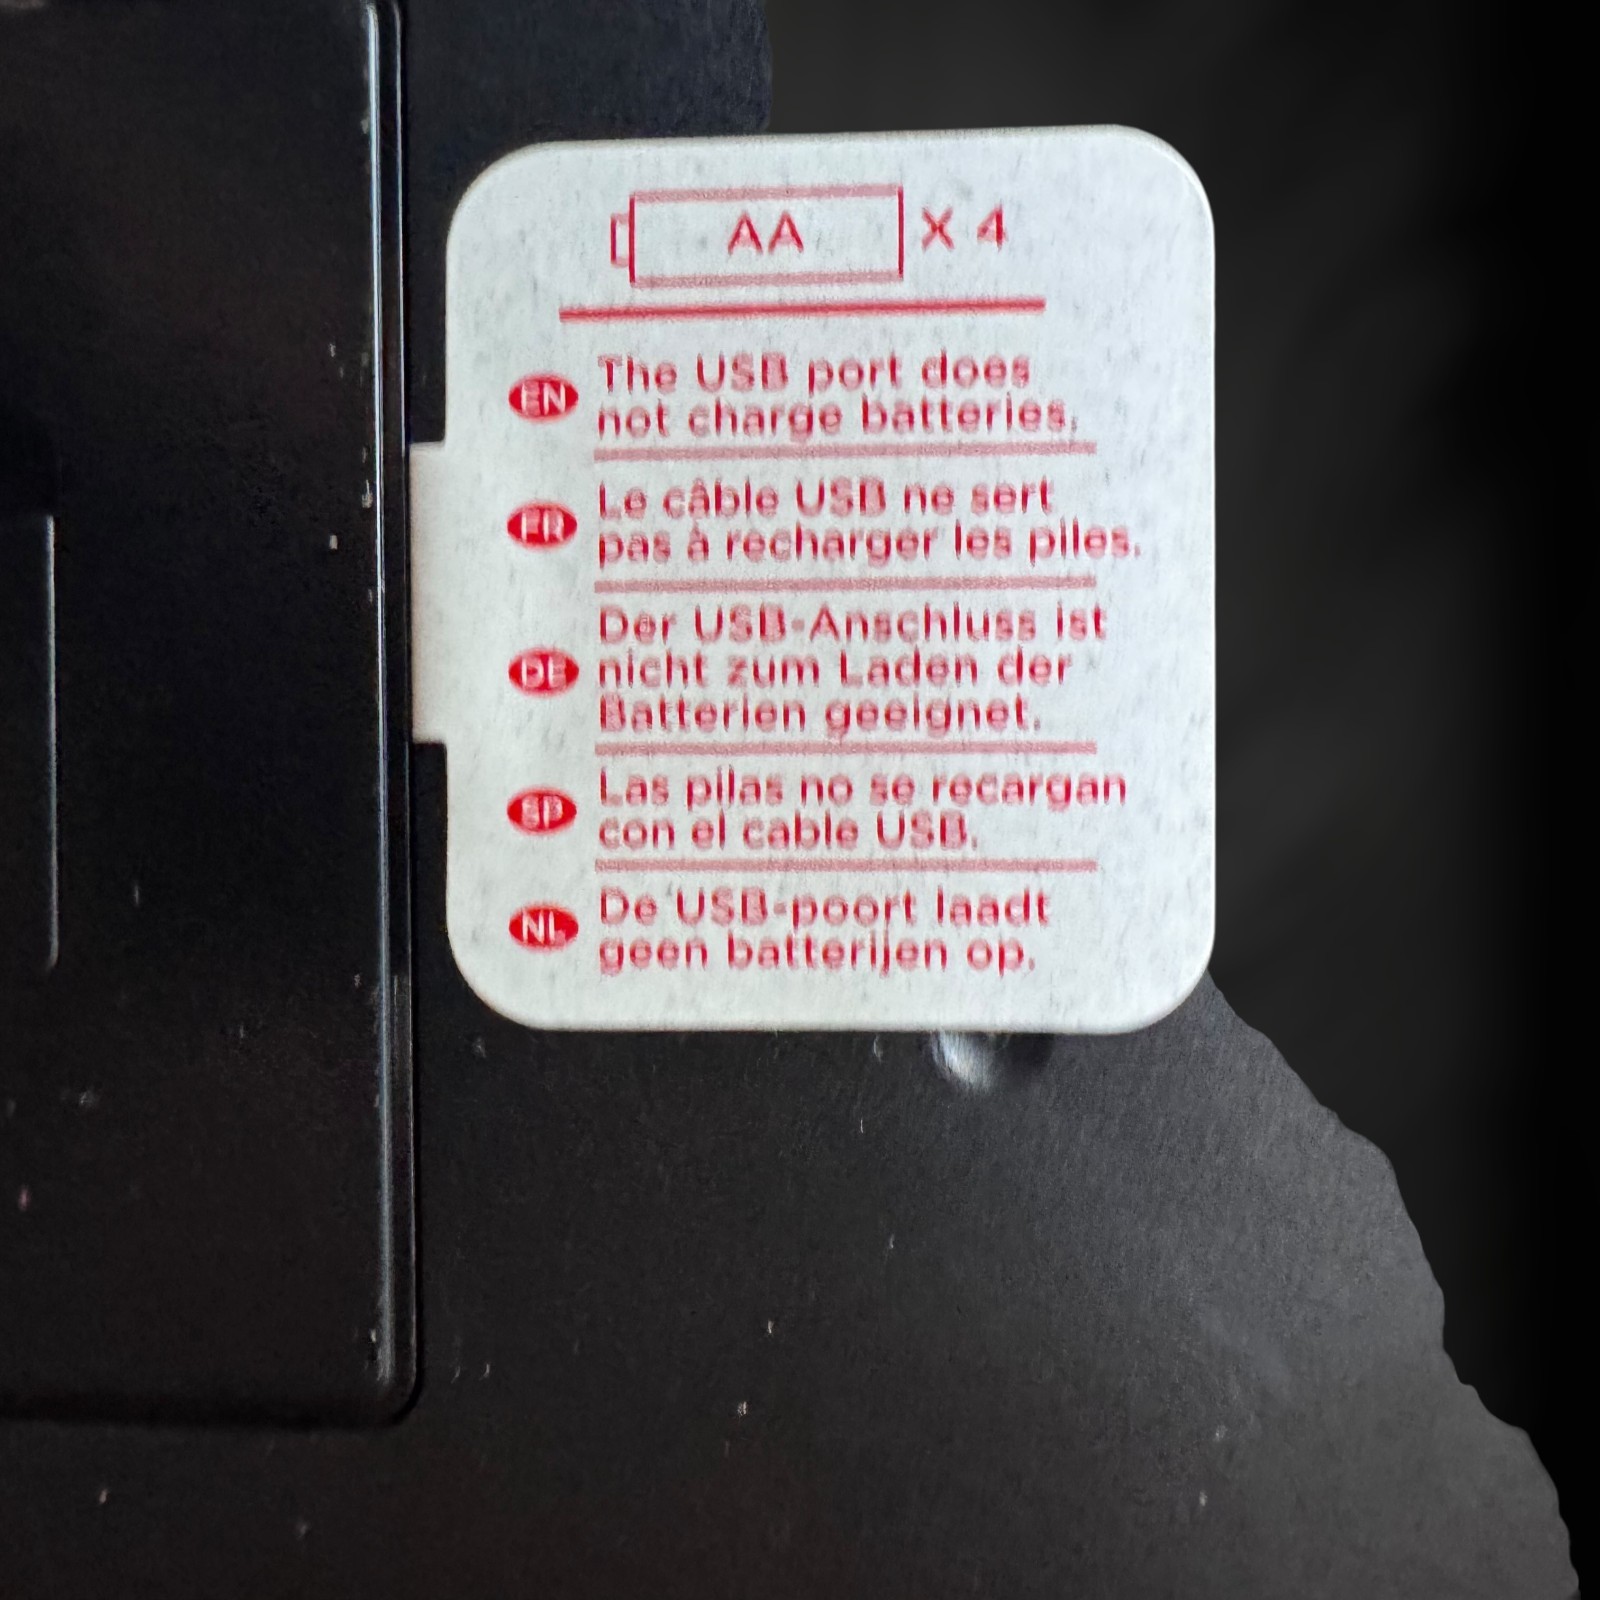 AA X 4
EN The USB port does
not charge batteries.
FR Le câble USB ne sert
pas à recharger les piles.
DE Der USB-Anschluss ist
nicht zum Laden der
Batterien geeignet.
SP Las pilas no se recargan
con el cable USB.
NL De USB-poort laadt
geen batterijen op.